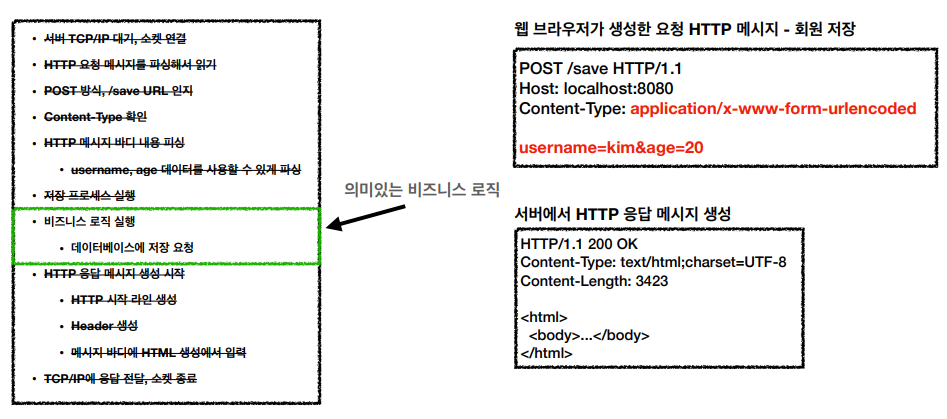 서버 TCP/IP 대기, 소켓 연결
HTTP 요청 메시지를 파싱해서 읽기
POST 방식, /save URL 인지
Content-Type 확인
HTTP 메시지 바디 내용 피싱
username, age 데이터를 사용할 수 있게 파싱
저장 프로세스 실행
비즈니스 로직 실행
데이터베이스에 저장 요청
HTTP 응답 메시지 생성 시작
HTTP 시작 라인 생성
Header 생성
메시지 바디에 HTML 생성에서 입력
TCP/IP에 응답 전달, 소켓 종료
의미있는 비즈니스 로직
웹 브라우저가 생성한 요청 HTTP 메시지 - 회원 저장
POST /save HTTP/1.1
Host: localhost:8080
Content-Type: application/x-www-form-urlencoded
username=kim&age=20
서버에서 HTTP 응답 메시지 생성
HTTP/1.1 200 OK
Content-Type: text/html;charset=UTF-8
Content-Length: 3423
<html>
<body>...</body>
</html>